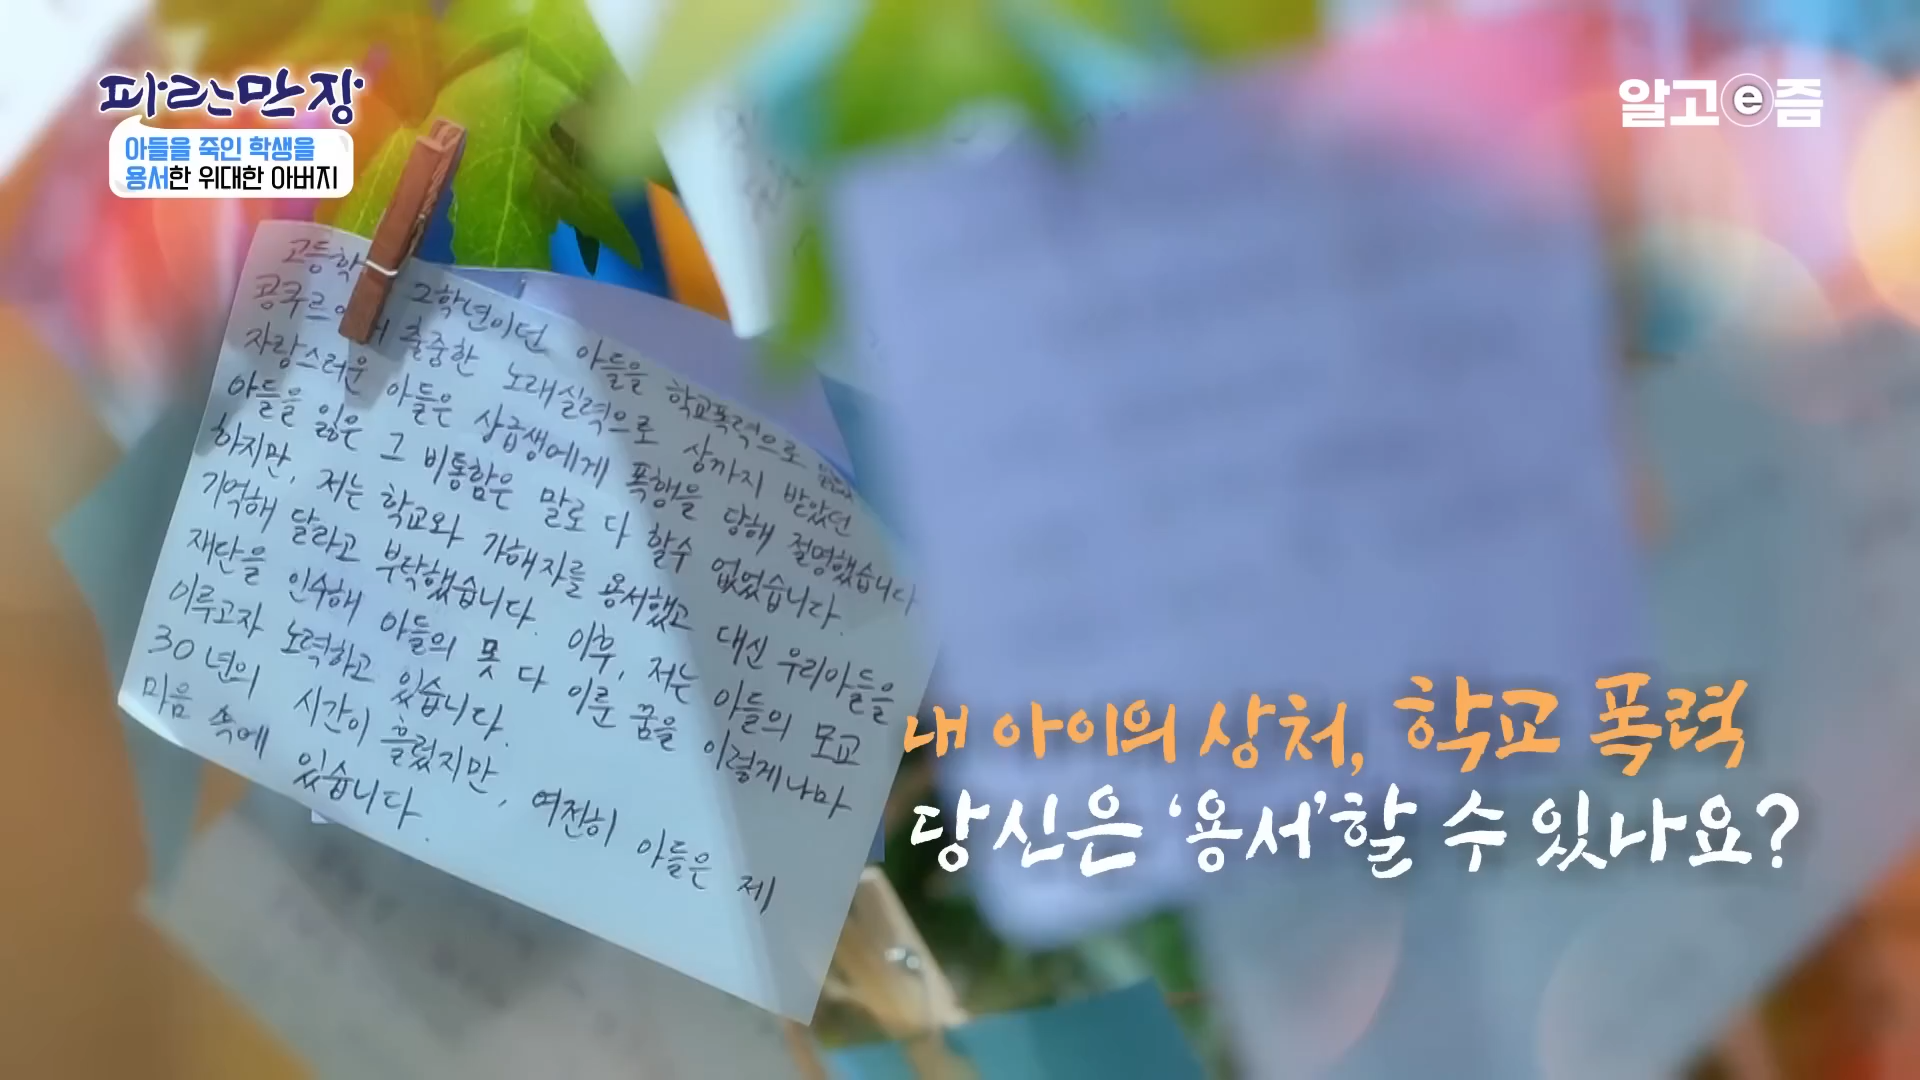 파란만장
아들을 죽인 학생을
용서한 위대한 아버지
알고e즘
고등학 2학년이던 아들을 학교폭력으로
콩쿠르에서 출중한 노래실력으로 상까지 받았던
자랑스러운 아들은 상급생에게 폭행을 당해 절명했습니다
아들을 잃은 그 비통함은 말로 다 할수 없었습니다.
하지만, 저는 학교와 가해자를 용서했고 대신 우리아들을
기억해 달라고 부탁했습니다. 이후, 저는 아들의 모교
재단을 인수해 아들의 못 다 이룬 꿈을 이렇게나마
이루고자 노력하고 있습니다.
30년의 시간이 흘렀지만, 여전히 아들은 제
마음 속에 있습니다.
내 아이의 상처, 학교 폭력
당신은 ‘용서’할 수 있나요?